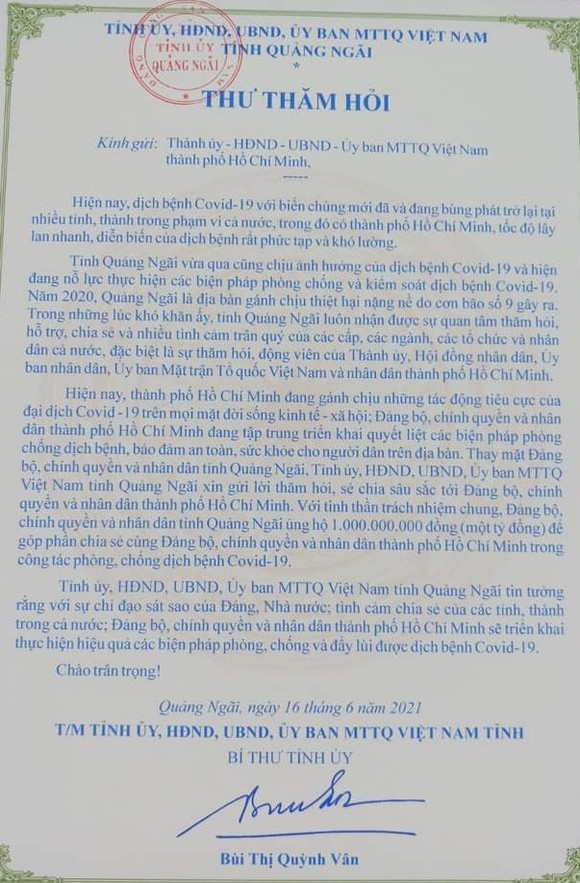 TỈNH ỦY, HĐND, UBND, ỦY BAN MTTQ VIỆT NAM
TỈNH QUẢNG NGÃI
*
TỈNH ỦY
QUẢNG NGÃI
THƯ THĂM HỎI
Kính gửi: Thành ủy - HĐND - UBND - Ủy ban MTTQ Việt Nam
thành phố Hồ Chí Minh,
-----
Hiện nay, dịch bệnh Covid-19 với biến chủng mới đã và đang bùng phát trở lại tại
nhiều tỉnh, thành trong phạm vi cả nước, trong đó có thành phố Hồ Chí Minh, tốc độ lây
lan nhanh, diễn biến của dịch bệnh rất phức tạp và khó lường.
Tỉnh Quảng Ngãi vừa qua cũng chịu ảnh hưởng của dịch bệnh Covid-19 và hiện
đang nỗ lực thực hiện các biện pháp phòng chống và kiểm soát dịch bệnh Covid-19.
Năm 2020, Quảng Ngãi là địa bàn gánh chịu thiệt hại nặng nề do cơn bão số 9 gây ra.
Trong những lúc khó khăn ấy, tỉnh Quảng Ngãi luôn nhận được sự quan tâm thăm hỏi,
hỗ trợ, chia sẻ và nhiều tình cảm trân quý của các cấp, các ngành, các tổ chức và nhân
dân cả nước, đặc biệt là sự thăm hỏi, động viên của Thành ủy, Hội đồng nhân dân, Ủy
ban nhân dân, Ủy ban Mặt trận Tổ quốc Việt Nam và nhân dân thành phố Hồ Chí Minh.
Hiện nay, thành phố Hồ Chí Minh đang gánh chịu những tác động tiêu cực của
đại dịch Covid -19 trên mọi mặt đời sống kinh tế - xã hội; Đảng bộ, chính quyền và nhân
dân thành phố Hồ Chí Minh đang tập trung triển khai quyết liệt các biện pháp phòng
chống dịch bệnh, bảo đảm an toàn, sức khỏe cho người dân trên địa bàn. Thay mặt Đảng
bộ, chính quyền và nhân dân tỉnh Quảng Ngãi, Tỉnh ủy, HĐND, UBND, Ủy ban MTTQ
Việt Nam tỉnh Quảng Ngãi xin gửi lời thăm hỏi, sẻ chia sâu sắc tới Đảng bộ, chính
quyền và nhân dân thành phố Hồ Chí Minh. Với tinh thần trách nhiệm chung, Đảng bộ,
chính quyền và nhân dân tỉnh Quảng Ngãi ủng hộ 1.000.000.000 đồng (một tỷ đồng) để
góp phần chia sẻ cùng Đảng bộ, chính quyền và nhân dân thành phố Hồ Chí Minh trong
công tác phòng, chống dịch bệnh Covid-19.
Tỉnh ủy, HĐND, UBND, Ủy ban MTTQ Việt Nam tỉnh Quảng Ngãi tin tưởng
rằng với sự chỉ đạo sát sao của Đảng, Nhà nước; tình cảm chia sẻ của các tỉnh, thành
trong cả nước; Đảng bộ, chính quyền và nhân dân thành phố Hồ Chí Minh sẽ triển khai
thực hiện hiệu quả các biện pháp phòng, chống và đẩy lùi được dịch bệnh Covid-19.
Chào trân trọng!
Quảng Ngãi, ngày 16 tháng 6 năm 2021
T/M TỈNH ỦY, HĐND, UBND, ỦY BAN MTTQ VIỆT NAM TỈNH
BÍ THƯ TỈNH ỦY
Bùi Thị Quỳnh Vân